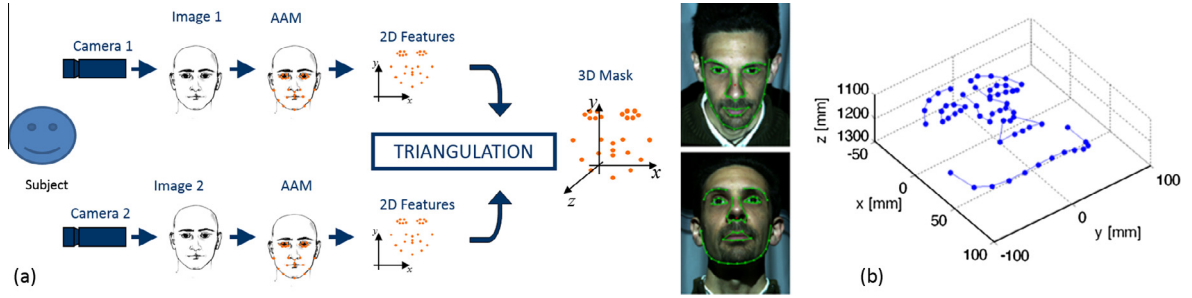 Camera 1
Image 1
AAM
2D Features
y
x
Subject
TRIANGULATION
3D Mask
y
x
z
Camera 2
Image 2
AAM
2D Features
y
x
(a)
z [mm]
1100
1200
1300
-50
0
50
100
x [mm]
-100
0
100
y [mm]
(b)